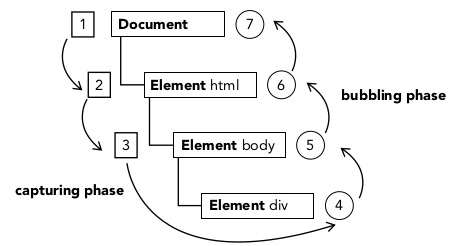 1 Document 7
2 Element html 6
bubbling phase
3 Element body 5
capturing phase
Element div 4